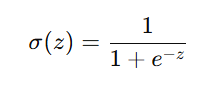 σ(z) = 1 / (1 + e^{-z})